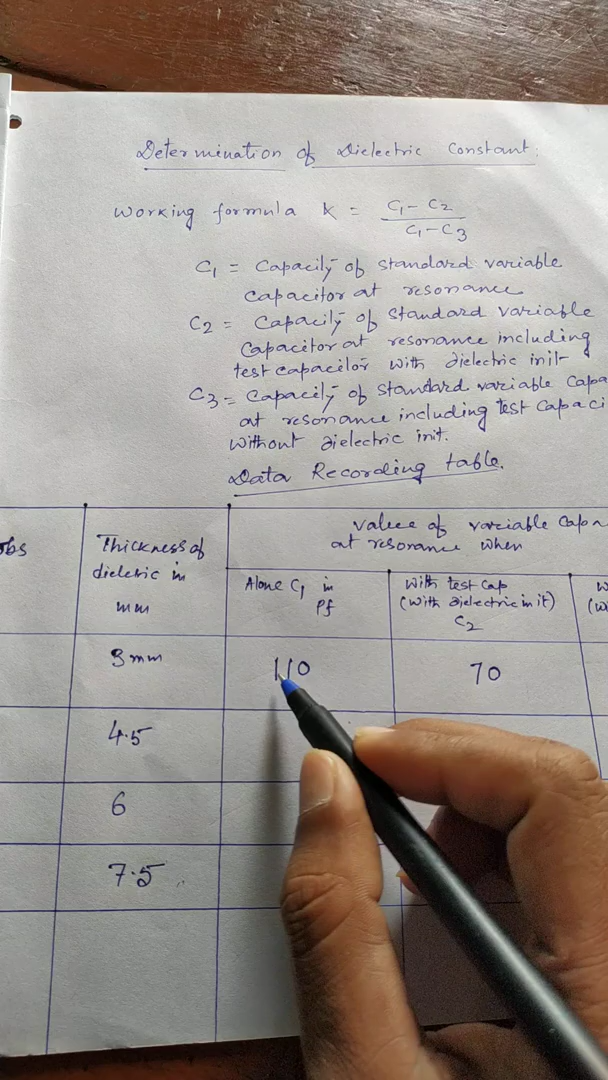 Determination of Dielectric Constant:
Working formula K = C1 - C2 / C1 - C3
C1 = Capacity of standard variable
capacitor at resonance
C2 = Capacity of standard variable
Capacitor at resonance including
test capacitor with dielectric init-
C3 = Capacity of standard variable Capa
at resonance including test Capaci
without dielectric init.
Data Recording table.
obs
Thickness of
dieletric in
mm
value of variable Capa
at resonance when
Alone C1 in
Pf
with test cap
(with dielectric in it)
C2
W
(wi
3mm 110 70
4.5
6
7.5